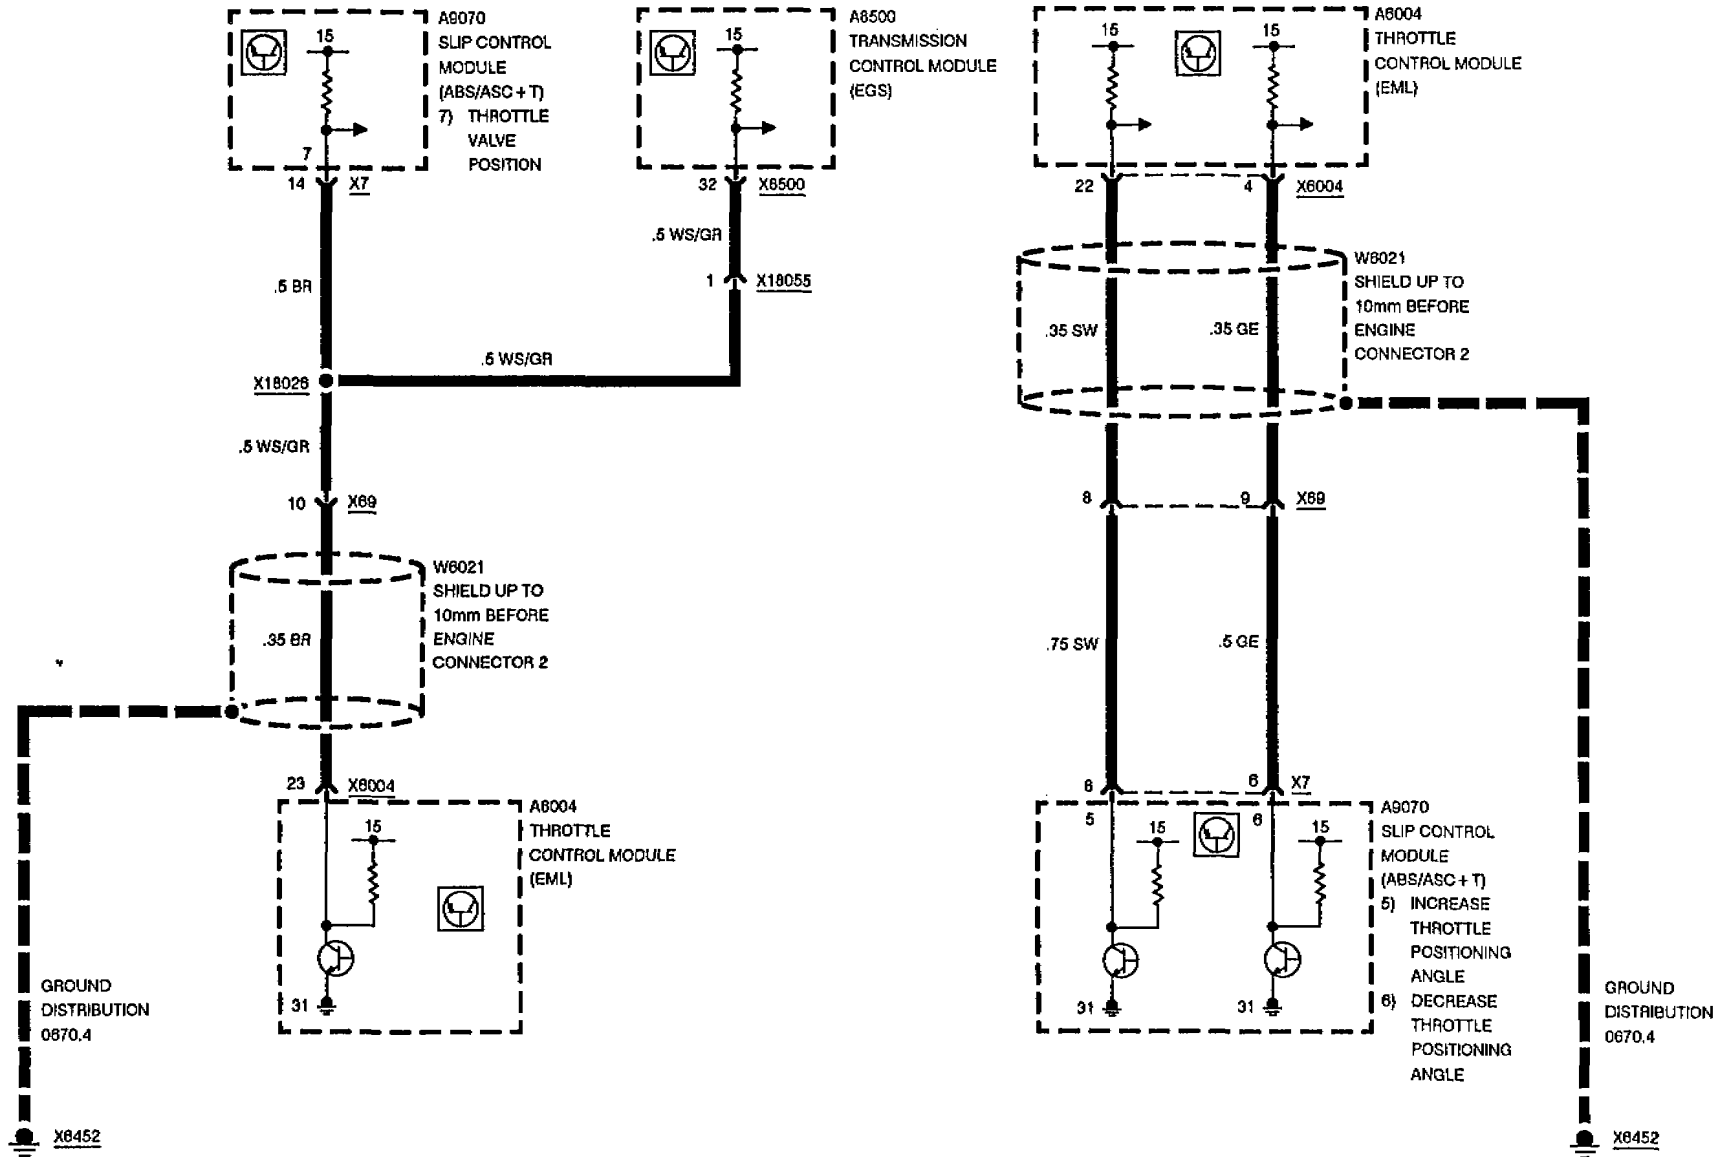 A9070
SLIP CONTROL
MODULE
(ABS/ASC + T)
7) THROTTLE
VALVE
POSITION
15
7
14 X7
.5 BR
X18026
.5 WS/GR
10 X69
W6021
SHIELD UP TO
10mm BEFORE
ENGINE
CONNECTOR 2
.35 BR
23 X6004
A6004
THROTTLE
CONTROL MODULE
(EML)
15
31
GROUND
DISTRIBUTION
0670.4
X6452
A8500
TRANSMISSION
CONTROL MODULE
(EGS)
15
32 X8500
.5 WS/GR
1 X18055
.5 WS/GR
A6004
THROTTLE
CONTROL MODULE
(EML)
15 15
22 4 X6004
W6021
SHIELD UP TO
10mm BEFORE
ENGINE
CONNECTOR 2
.35 SW .35 GE
8 9 X69
.75 SW .5 GE
8 6 X7
A9070
SLIP CONTROL
MODULE
(ABS/ASC + T)
5) INCREASE
THROTTLE
POSITIONING
ANGLE
6) DECREASE
THROTTLE
POSITIONING
ANGLE
5 6
15 15
31 31
GROUND
DISTRIBUTION
0670.4
X6452